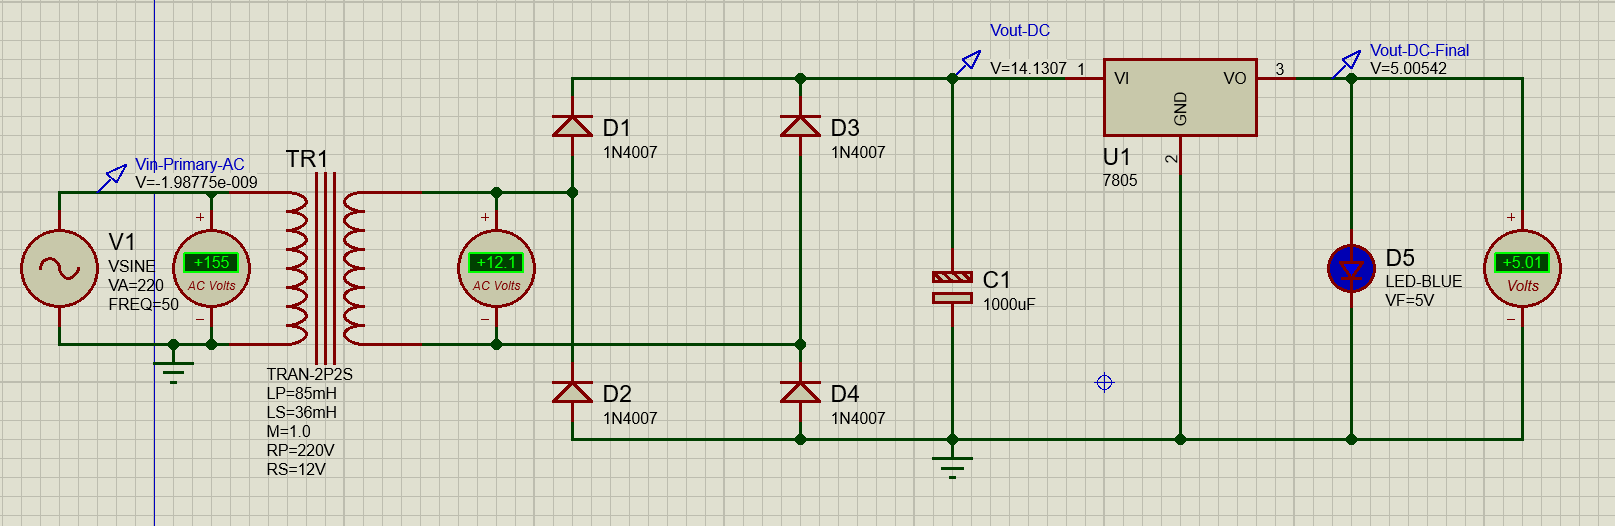 Vout-DC
V=14.1307
1
VI
VO
GND
3
2
U1
7805
Vout-DC-Final
V=5.00542
D1
1N4007
D3
1N4007
Vin-Primary-AC
V=-1.98775e-009
TR1
V1
VSINE
VA=220
FREQ=50
+
+155
AC Volts
−
+
+12.1
AC Volts
−
C1
1000uF
D5
LED-BLUE
VF=5V
+
+5.01
Volts
−
TRAN-2P2S
LP=85mH
LS=36mH
M=1.0
RP=220V
RS=12V
D2
1N4007
D4
1N4007